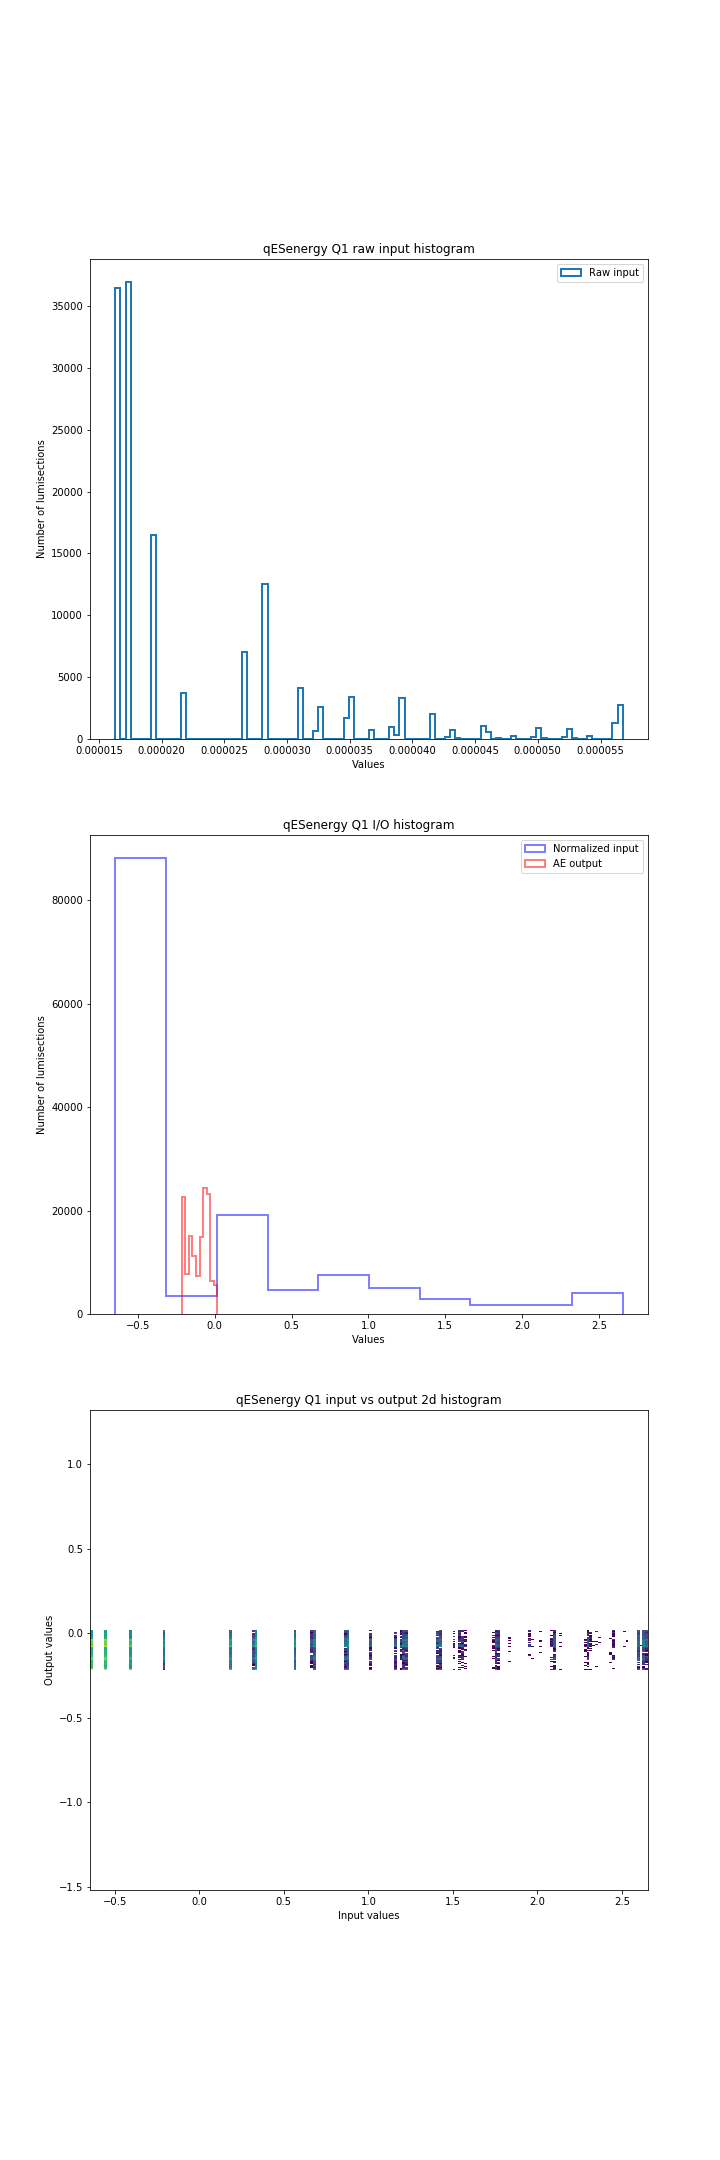 qESenergy Q1 raw input histogram
Raw input
Number of lumisections
35000
30000
25000
20000
15000
10000
5000
0
0.000015 0.000020 0.000025 0.000030 0.000035 0.000040 0.000045 0.000050 0.000055
Values
qESenergy Q1 I/O histogram
Normalized input
AE output
Number of lumisections
80000
60000
40000
20000
0
−0.5 0.0 0.5 1.0 1.5 2.0 2.5
Values
qESenergy Q1 input vs output 2d histogram
Output values
1.0
0.5
0.0
−0.5
−1.0
−1.5
−0.5 0.0 0.5 1.0 1.5 2.0 2.5
Input values